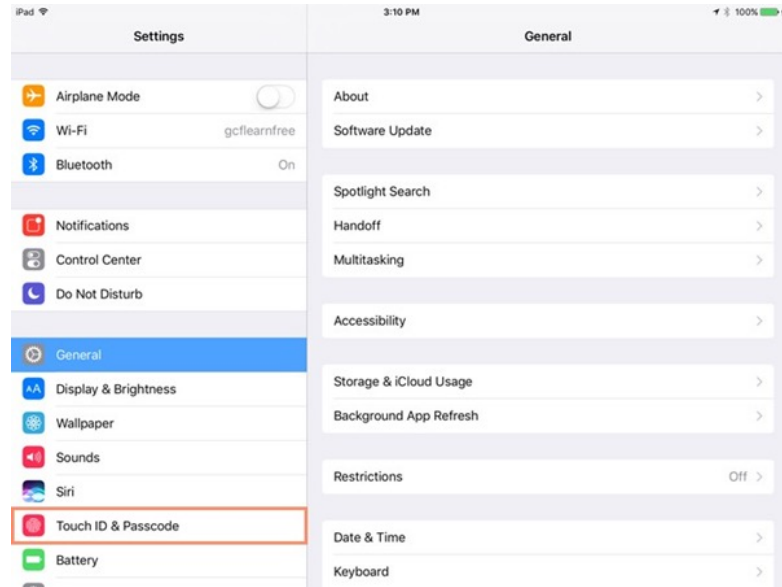 iPad 3:10 PM 100%
Settings
General
Airplane Mode
Wi-Fi gcflearnfree
Bluetooth On
Notifications
Control Center
Do Not Disturb
General
AA Display & Brightness
Wallpaper
Sounds
Siri
Touch ID & Passcode
Battery
About
Software Update
Spotlight Search
Handoff
Multitasking
Accessibility
Storage & iCloud Usage
Background App Refresh
Restrictions Off
Date & Time
Keyboard